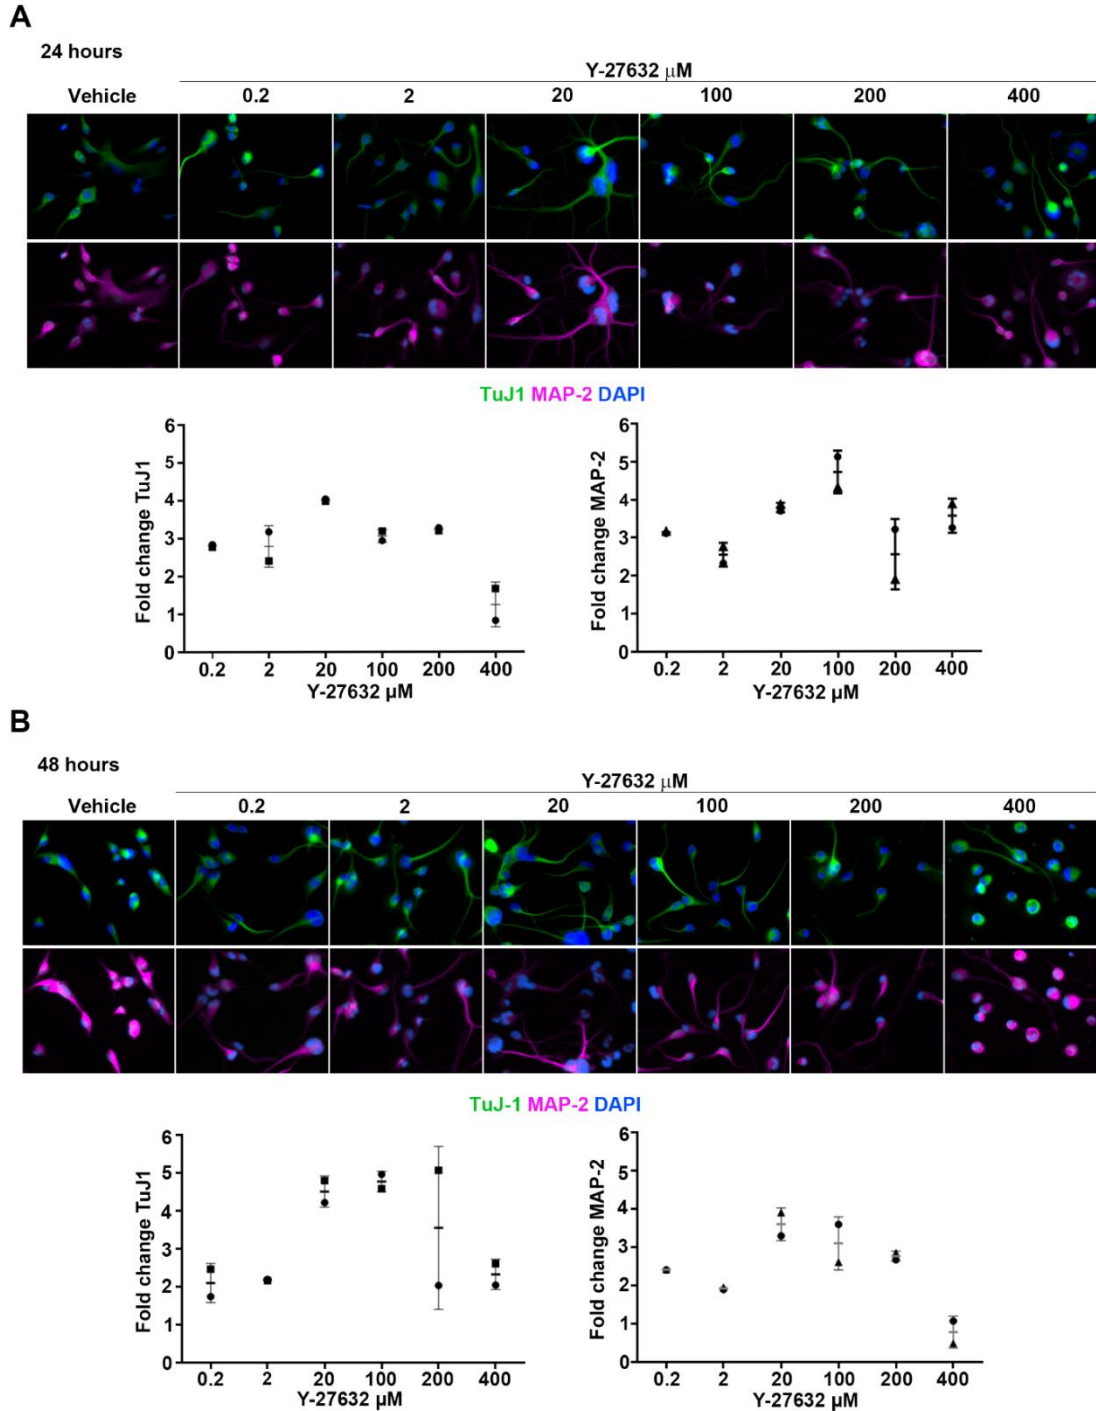 A
24 hours
Y-27632 μM
Vehicle 0.2 2 20 100 200 400
TuJ1 MAP-2 DAPI
Fold change TuJ1
6
5
4
3
2
1
0
0.2 2 20 100 200 400
Y-27632 µM
Fold change MAP-2
6
5
4
3
2
1
0
0.2 2 20 100 200 400
Y-27632 µM
B
48 hours
Y-27632 μM
Vehicle 0.2 2 20 100 200 400
TuJ-1 MAP-2 DAPI
Fold change TuJ1
6
5
4
3
2
1
0
0.2 2 20 100 200 400
Y-27632 µM
Fold change MAP-2
6
5
4
3
2
1
0
0.2 2 20 100 200 400
Y-27632 µM